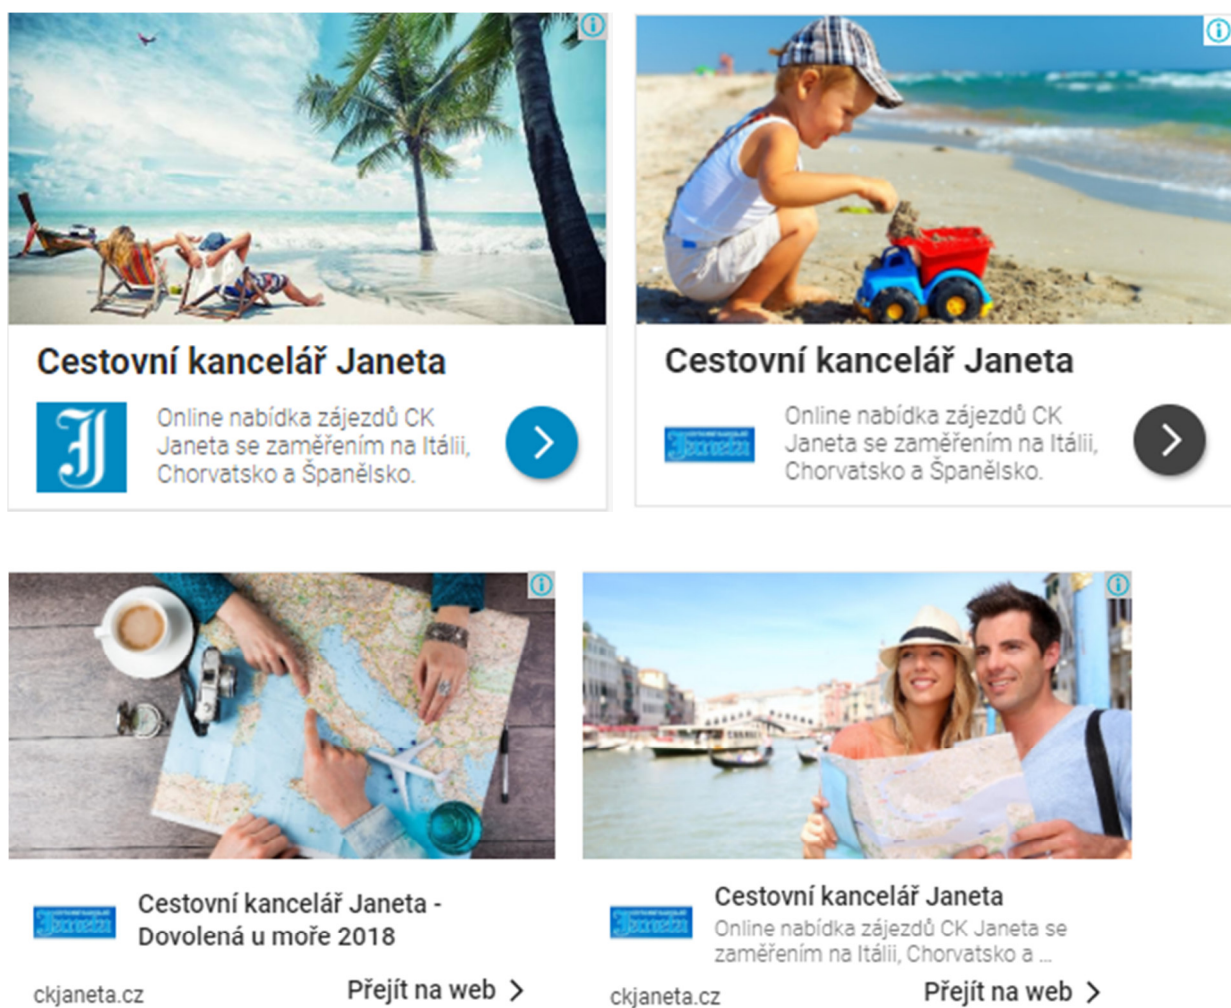 Cestovní kancelář Janeta
Online nabídka zájezdů CK
Janeta se zaměřením na Itálii,
Chorvatsko a Španělsko.
Cestovní kancelář Janeta
Janeta
Online nabídka zájezdů CK
Janeta se zaměřením na Itálii,
Chorvatsko a Španělsko.
Cestovní kancelář Janeta -
Dovolená u moře 2018
Janeta
ckjaneta.cz
Přejít na web
Cestovní kancelář Janeta
Janeta
Online nabídka zájezdů CK Janeta se
zaměřením na Itálii, Chorvatsko a ...
ckjaneta.cz
Přejít na web